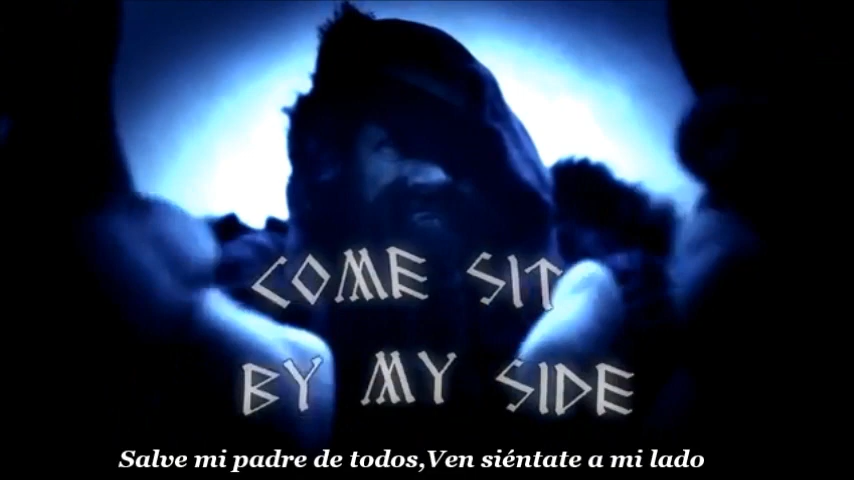 COME SIT
BY MY SIDE
Salve mi padre de todos,Ven siéntate a mi lado